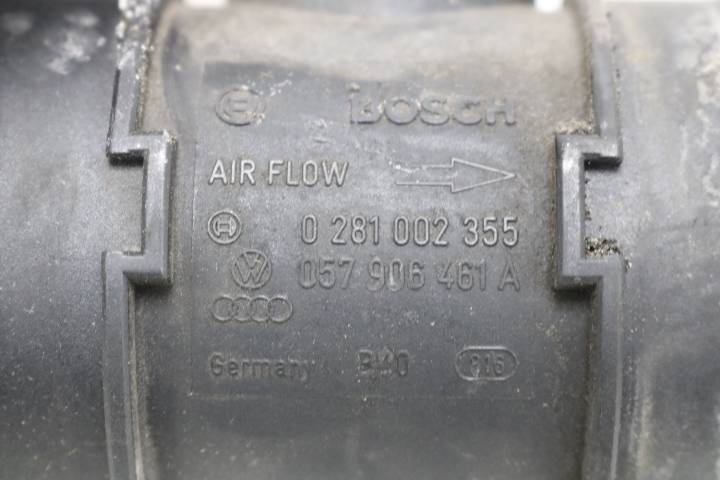 BOSCH
AIR FLOW
0 281 002 355
057 906 461 A
Germany